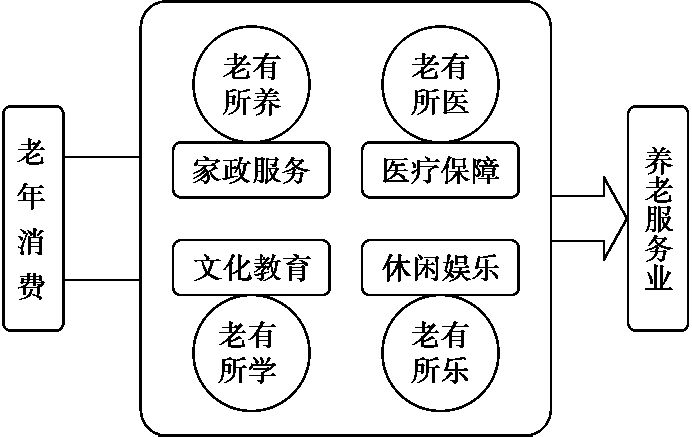 老年消费
老有
所养
家政服务
老有
所医
医疗保障
文化教育
老有
所学
休闲娱乐
老有
所乐
养老服务业